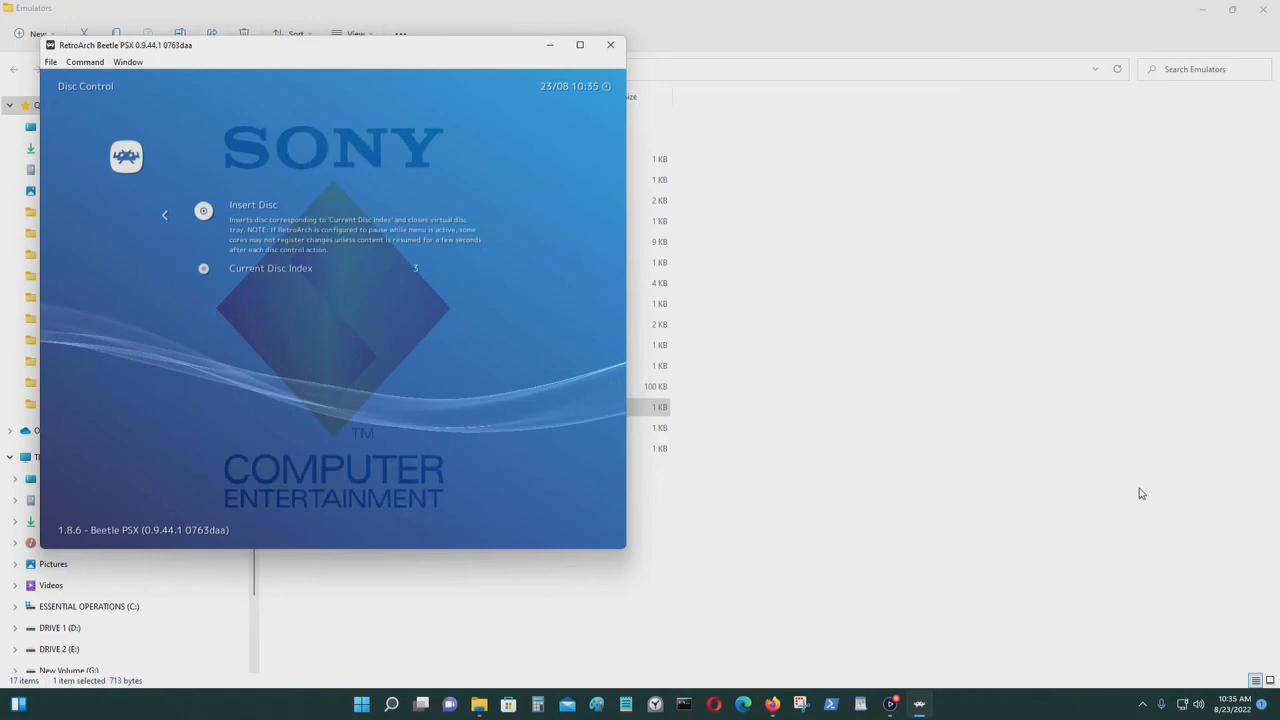 Emulators
New
Sort
View
Search Emulators
RetroArch Beetle PSX 0.9.44.1 0763daa
File Command Window
Disc Control
23/08 10:35
SONY
Insert Disc
Inserts disc corresponding to 'Current Disc Index' and closes virtual disc
tray. NOTE: If RetroArch is configured to pause while menu is active, some
cores may not register changes unless content is resumed for a few seconds
after each disc control action.
Current Disc Index 3
TM
COMPUTER
ENTERTAINMENT
1.8.6 - Beetle PSX (0.9.44.1 0763daa)
1 KB
1 KB
2 KB
1 KB
9 KB
1 KB
4 KB
1 KB
2 KB
1 KB
1 KB
100 KB
1 KB
1 KB
1 KB
Pictures
Videos
ESSENTIAL OPERATIONS (C:)
DRIVE 1 (D:)
DRIVE 2 (E:)
New Volume (G:)
17 items 1 item selected 713 bytes
10:35 AM
8/23/2022